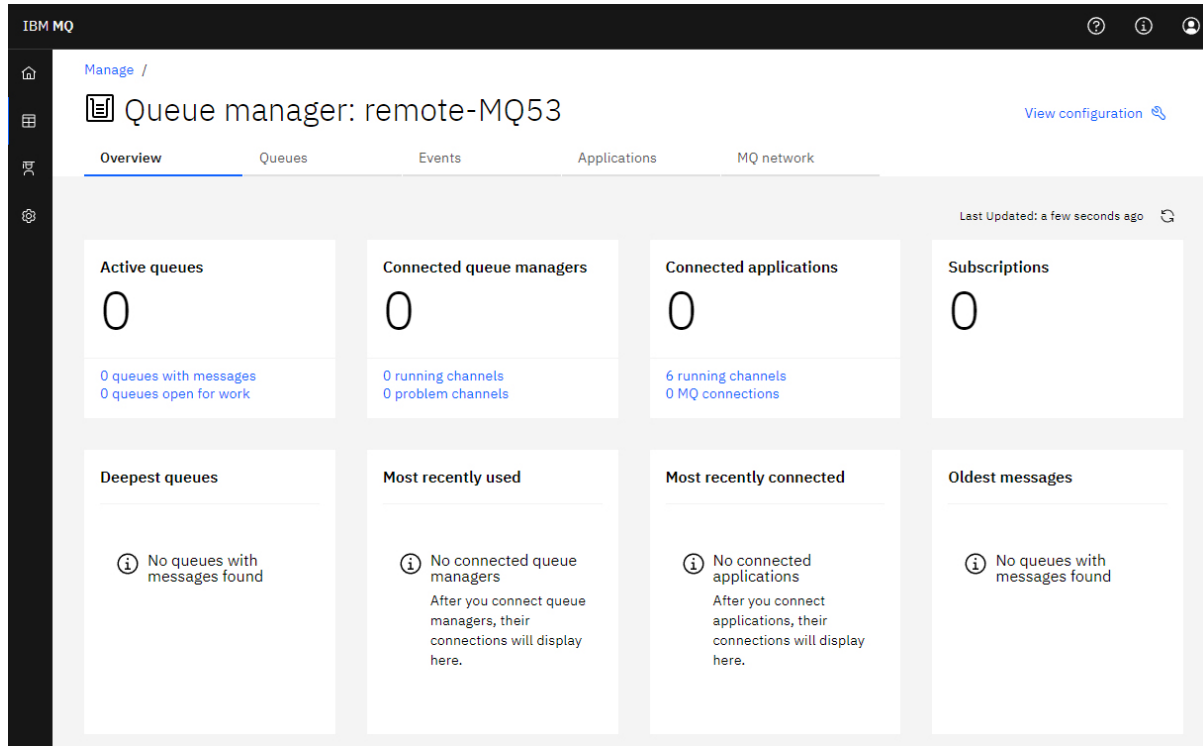 IBM MQ
Manage /
Queue manager: remote-MQ53
View configuration
Overview
Queues
Events
Applications
MQ network
Last Updated: a few seconds ago
Active queues
0
0 queues with messages
0 queues open for work
Connected queue managers
0
0 running channels
0 problem channels
Connected applications
0
6 running channels
0 MQ connections
Subscriptions
0
Deepest queues
No queues with
messages found
Most recently used
No connected queue
managers
After you connect queue
managers, their
connections will display
here.
Most recently connected
No connected
applications
After you connect
applications, their
connections will display
here.
Oldest messages
No queues with
messages found